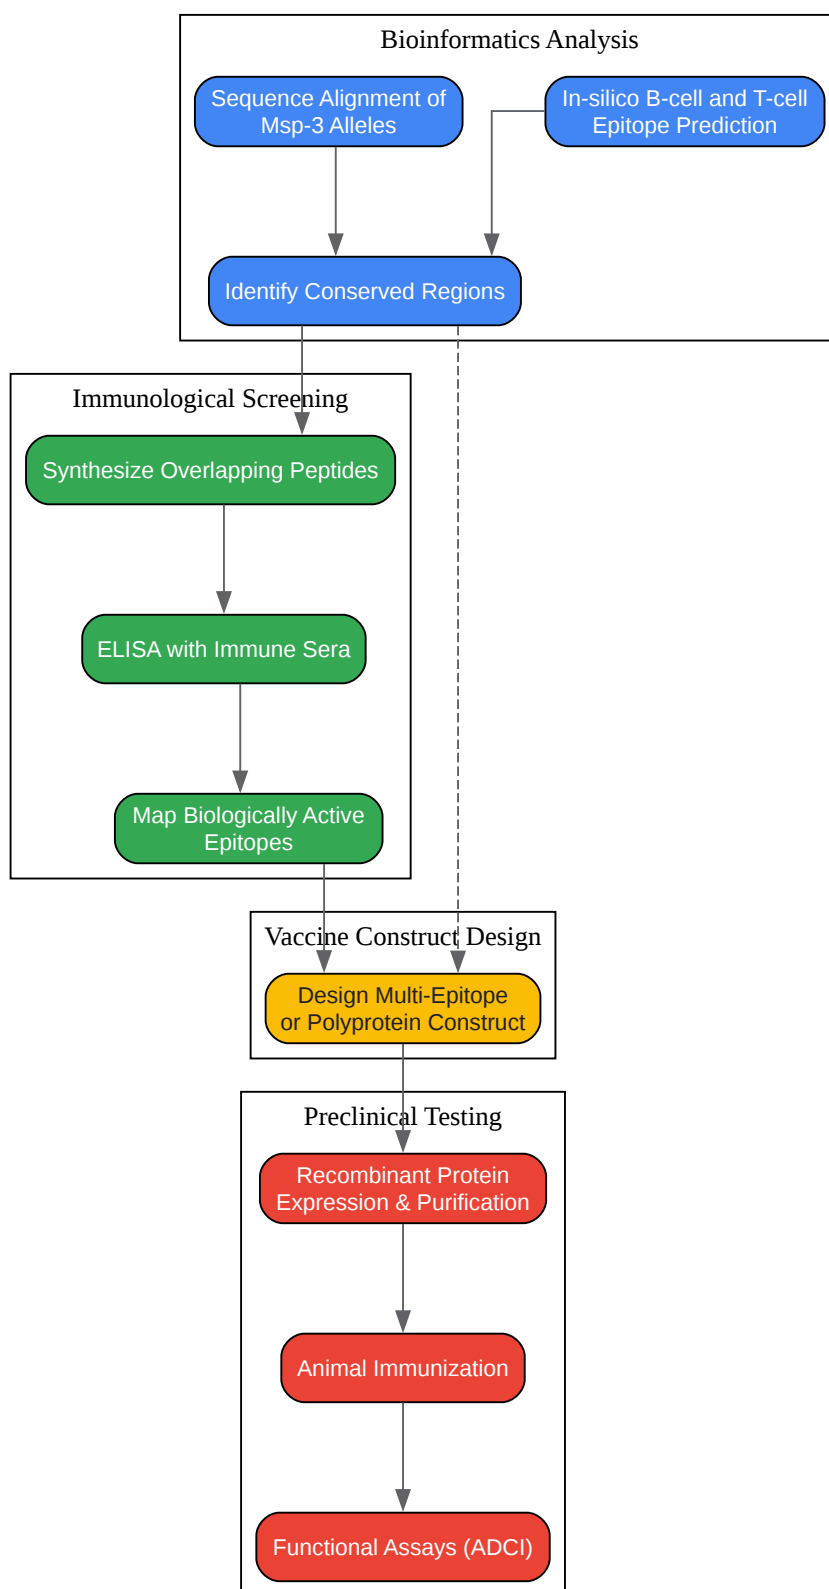 Bioinformatics Analysis
Sequence Alignment of
Msp-3 Alleles
In-silico B-cell and T-cell
Epitope Prediction
Identify Conserved Regions
Immunological Screening
Synthesize Overlapping Peptides
ELISA with Immune Sera
Map Biologically Active
Epitopes
Vaccine Construct Design
Design Multi-Epitope
or Polyprotein Construct
Preclinical Testing
Recombinant Protein
Expression & Purification
Animal Immunization
Functional Assays (ADCI)